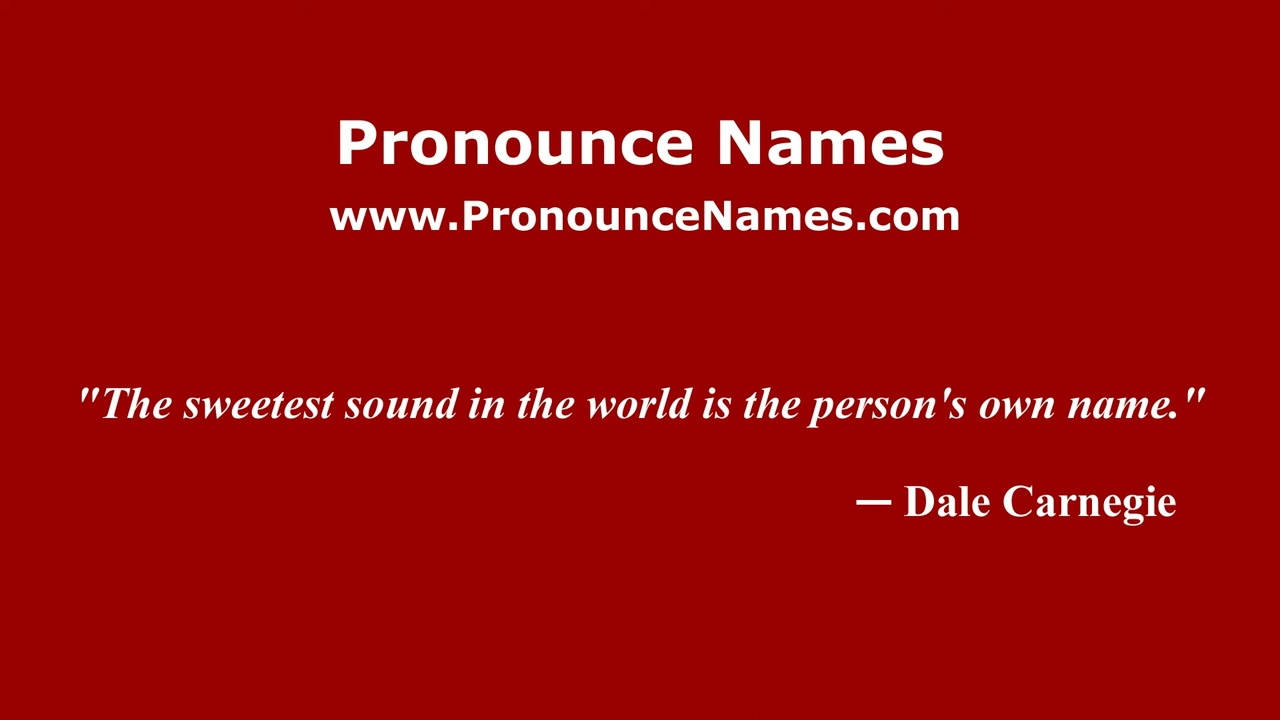 Pronounce Names
www.PronounceNames.com
"The sweetest sound in the world is the person's own name."
— Dale Carnegie